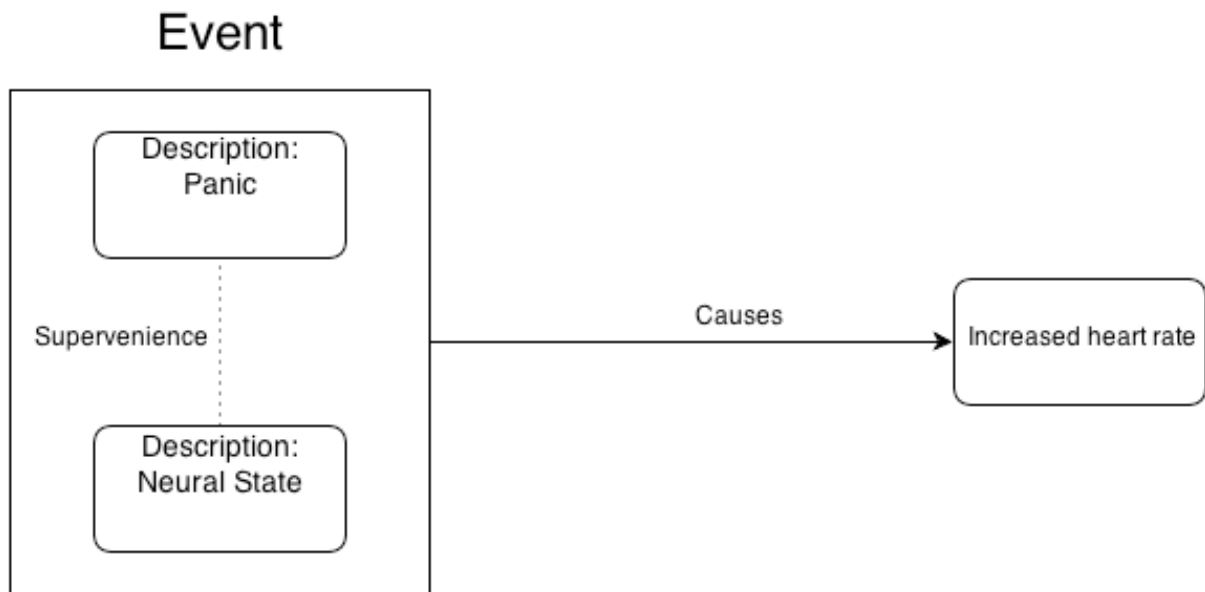 Event
Description:
Panic
Supervenience
Description:
Neural State
Causes
Increased heart rate